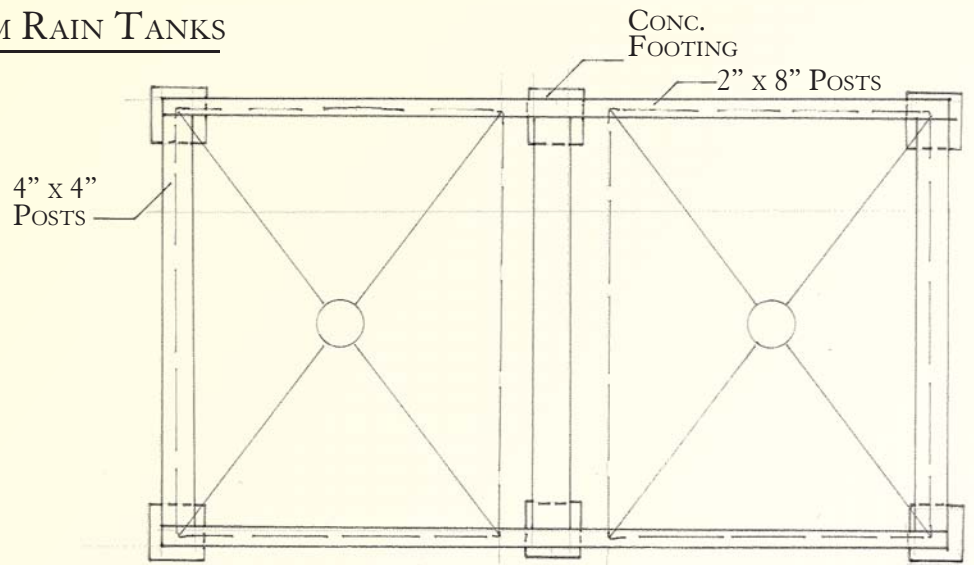 Rain Tanks
Conc.
Footing
2” x 8” Posts
4” x 4”
Posts